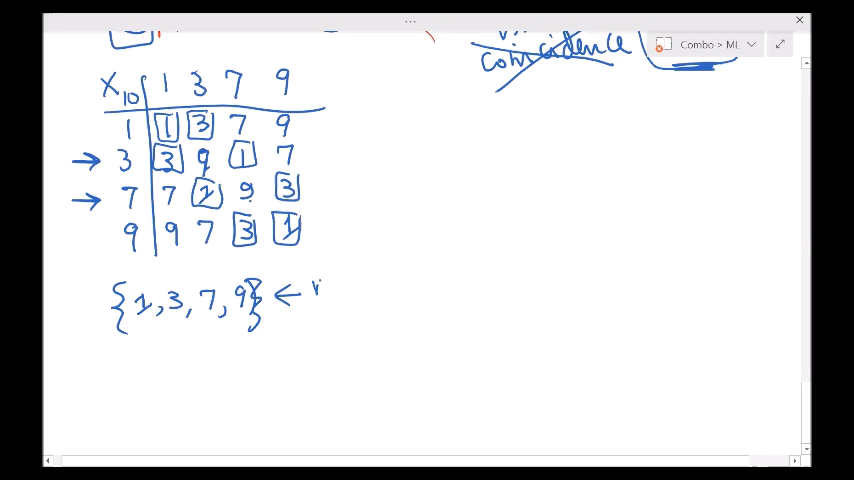 coincidence
Combo > ML
X10 1 3 7 9
1 1 3 7 9
→ 3 3 9 1 7
→ 7 7 1 9 3
9 9 7 3 1
{1, 3, 7, 9} ←